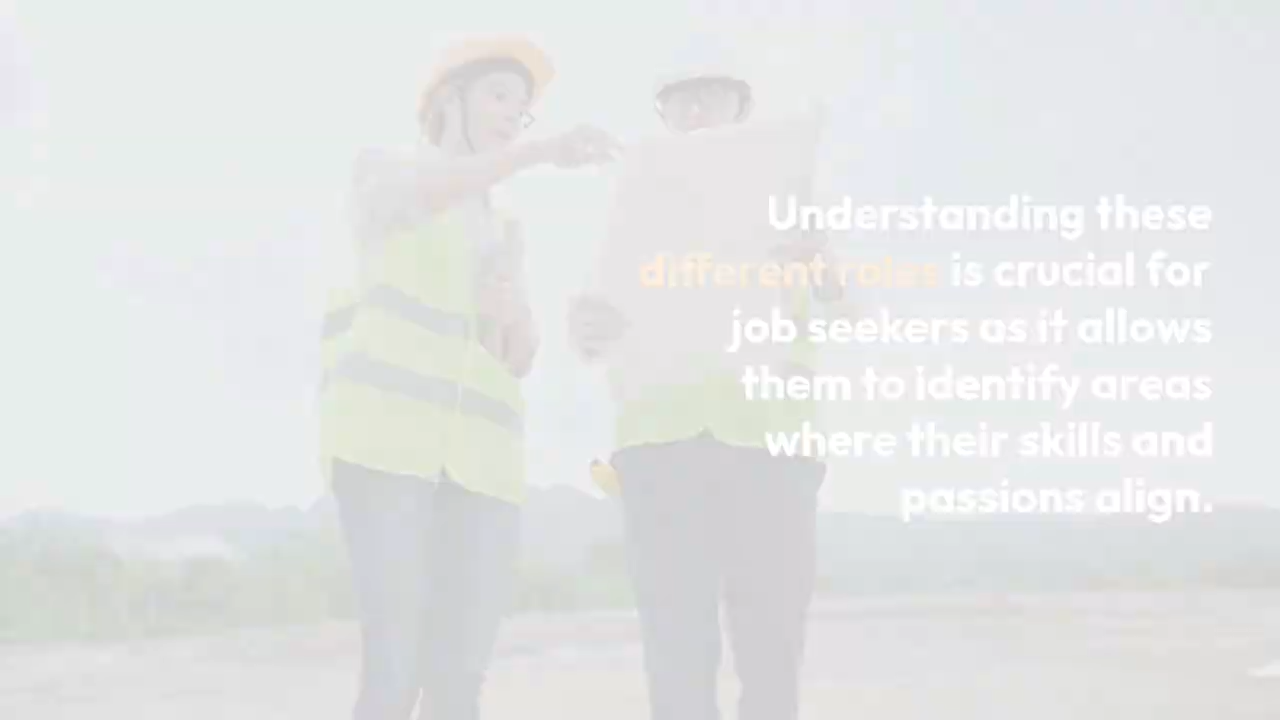 Understanding these
different roles is crucial for
job seekers as it allows
them to identify areas
where their skills and
passions align.